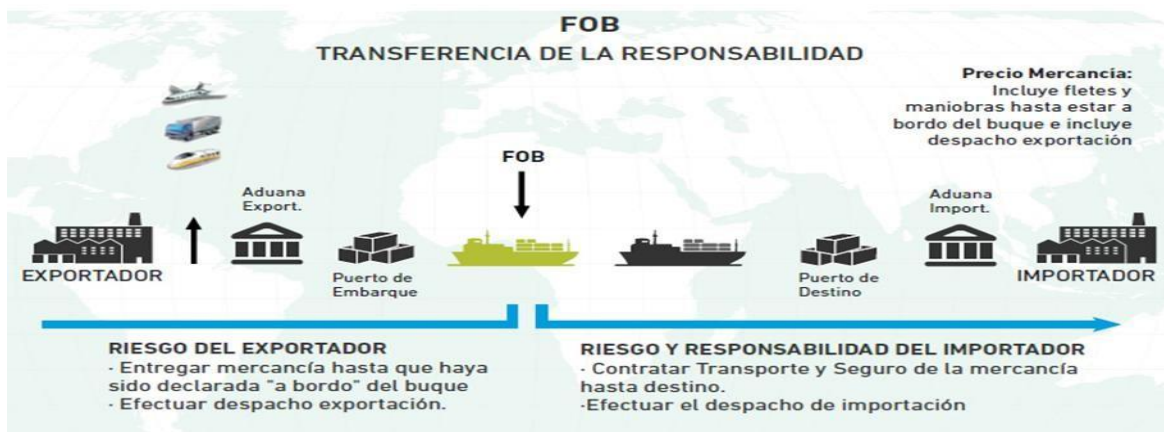 FOB
TRANSFERENCIA DE LA RESPONSABILIDAD
Precio Mercancía:
Incluye fletes y
maniobras hasta estar a
bordo del buque e incluye
despacho exportación
FOB
Aduana
Export.
Aduana
Import.
EXPORTADOR
Puerto de
Embarque
Puerto de
Destino
IMPORTADOR
RIESGO DEL EXPORTADOR
· Entregar mercancía hasta que haya
sido declarada "a bordo" del buque
· Efectuar despacho exportación.
RIESGO Y RESPONSABILIDAD DEL IMPORTADOR
· Contratar Transporte y Seguro de la mercancía
hasta destino.
·Efectuar el despacho de importación